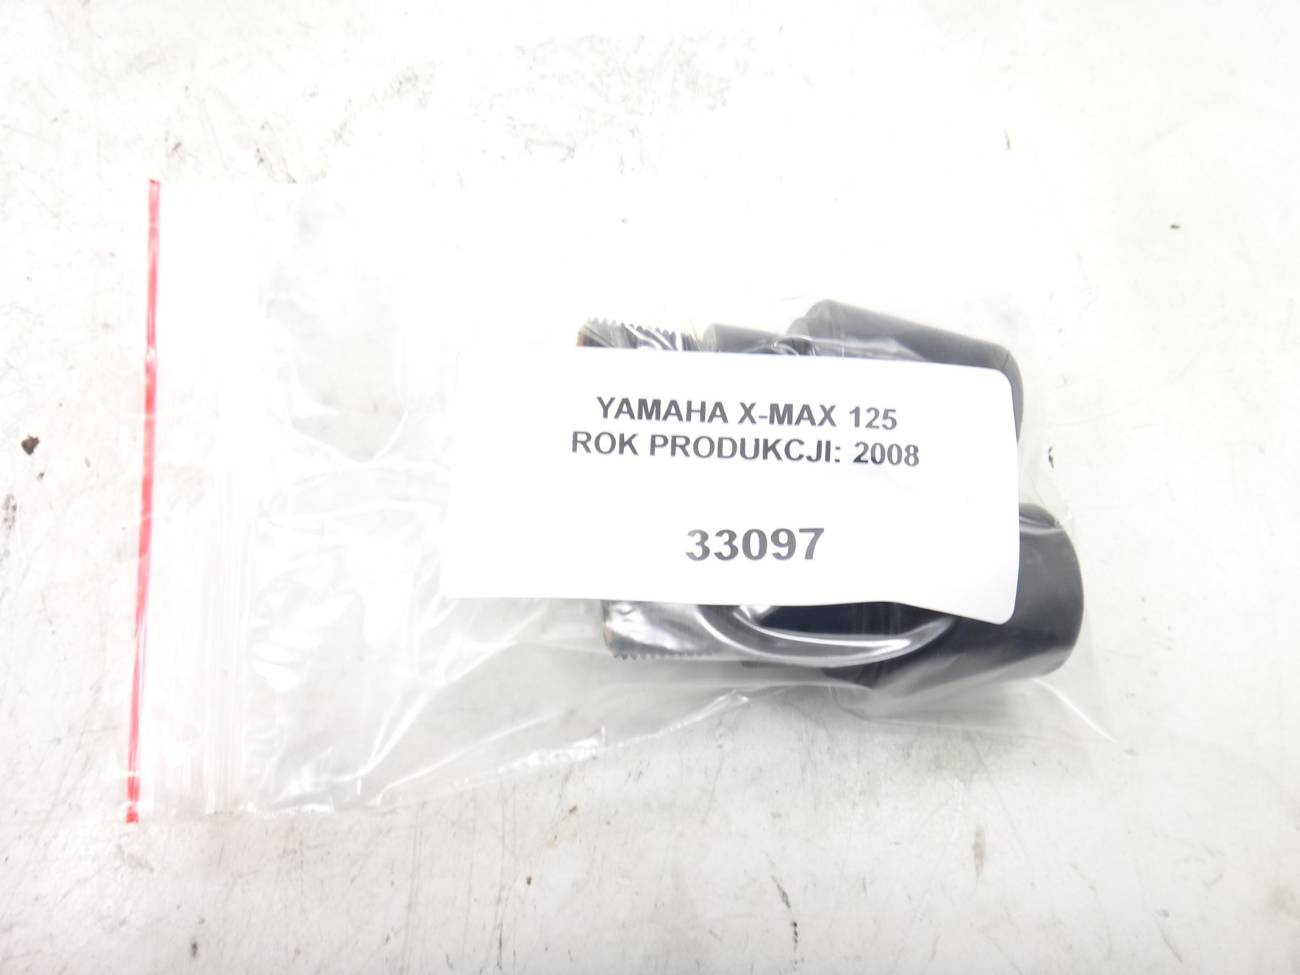 YAMAHA X-MAX 125
ROK PRODUKCJI: 2008
33097